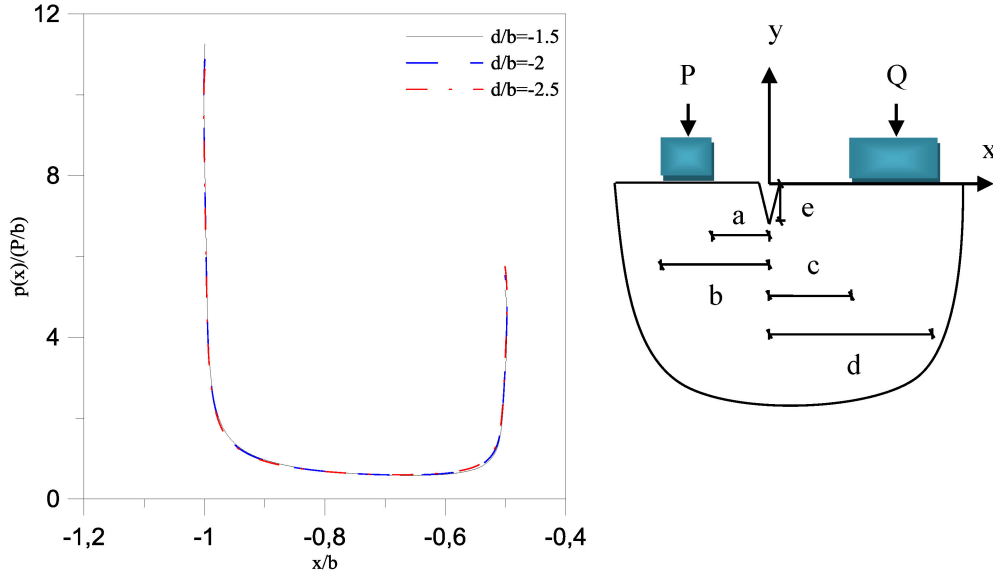 12
8
4
0
-1,2
-1
-0,8
-0,6
-0,4
x/b
p(x)/(P/b)
d/b=-1.5
d/b=-2
d/b=-2.5
y
P
Q
x
e
a
c
b
d